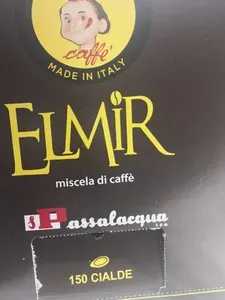 caffè
MADE IN ITALY
ELMIR
miscela di caffè
Passalacqua
150 CIALDE